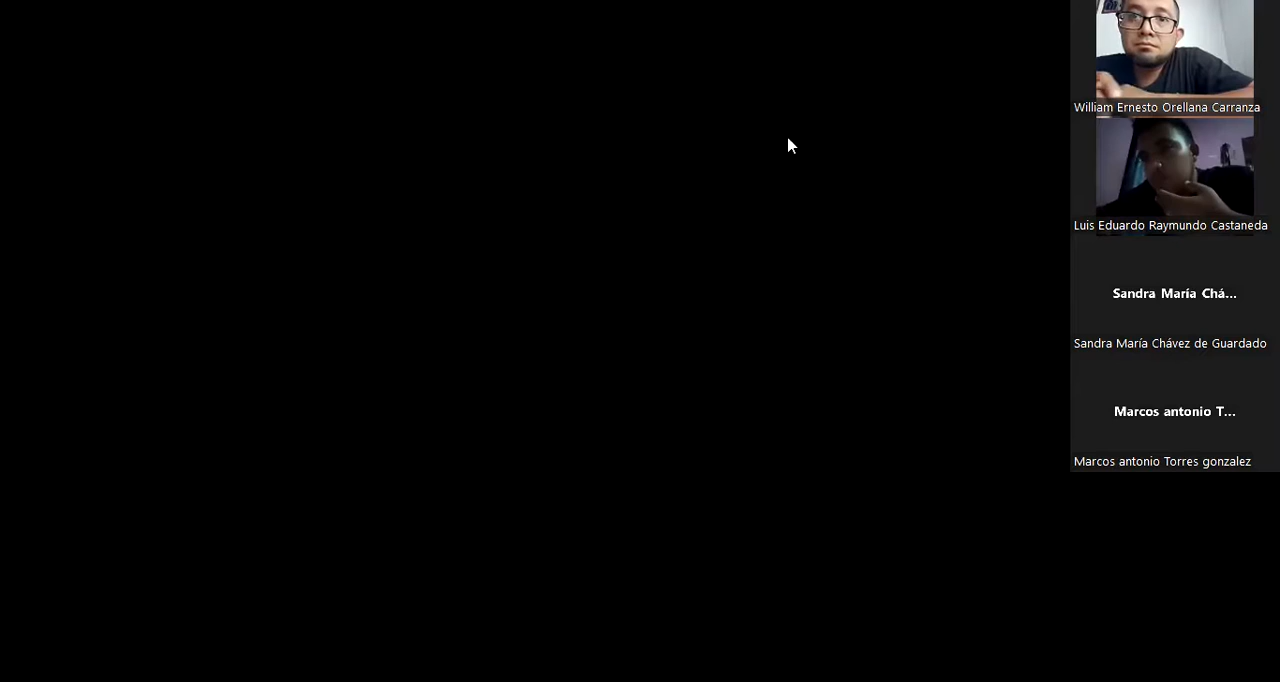 William Ernesto Orellana Carranza
Luis Eduardo Raymundo Castaneda
Sandra María Chá...
Sandra María Chávez de Guardado
Marcos antonio T...
Marcos antonio Torres gonzalez